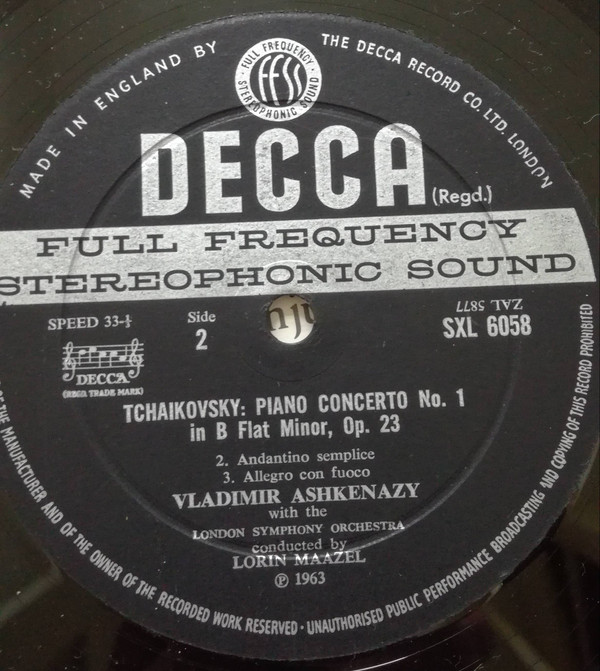 MADE IN ENGLAND BY
THE DECCA RECORD CO. LTD. LONDON
FULL FREQUENCY
FFSS
STEREOPHONIC SOUND
DECCA (Regd.)
FULL FREQUENCY
STEREOPHONIC SOUND
SPEED 33⅓
Side
2
ZAL 5877
SXL 6058
DECCA
(REGD. TRADE MARK)
TCHAIKOVSKY: PIANO CONCERTO No. 1
in B Flat Minor, Op. 23
2. Andantino semplice
3. Allegro con fuoco
VLADIMIR ASHKENAZY
with the
LONDON SYMPHONY ORCHESTRA
conducted by
LORIN MAAZEL
℗ 1963
OF THE MANUFACTURER AND OF THE OWNER OF THE RECORDED WORK RESERVED · UNAUTHORISED PUBLIC PERFORMANCE BROADCASTING AND COPYING OF THIS RECORD PROHIBITED